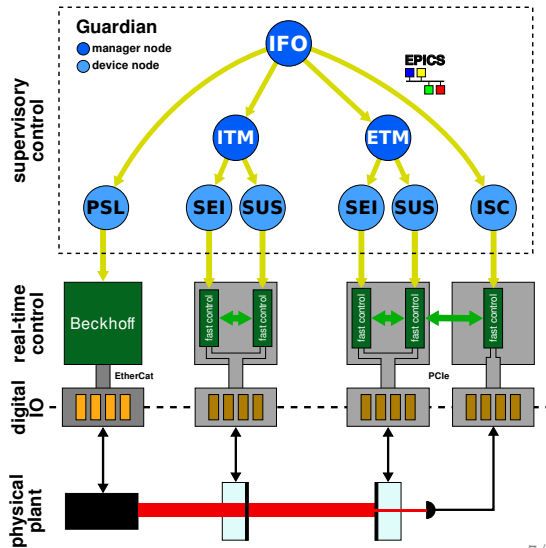 Guardian
manager node
device node
IFO
EPICS
supervisory
control
ITM
ETM
PSL
SEI
SUS
SEI
SUS
ISC
real-time
control
Beckhoff
fast control
fast control
fast control
fast control
fast control
EtherCat
PCIe
digital
IO
physical
plant